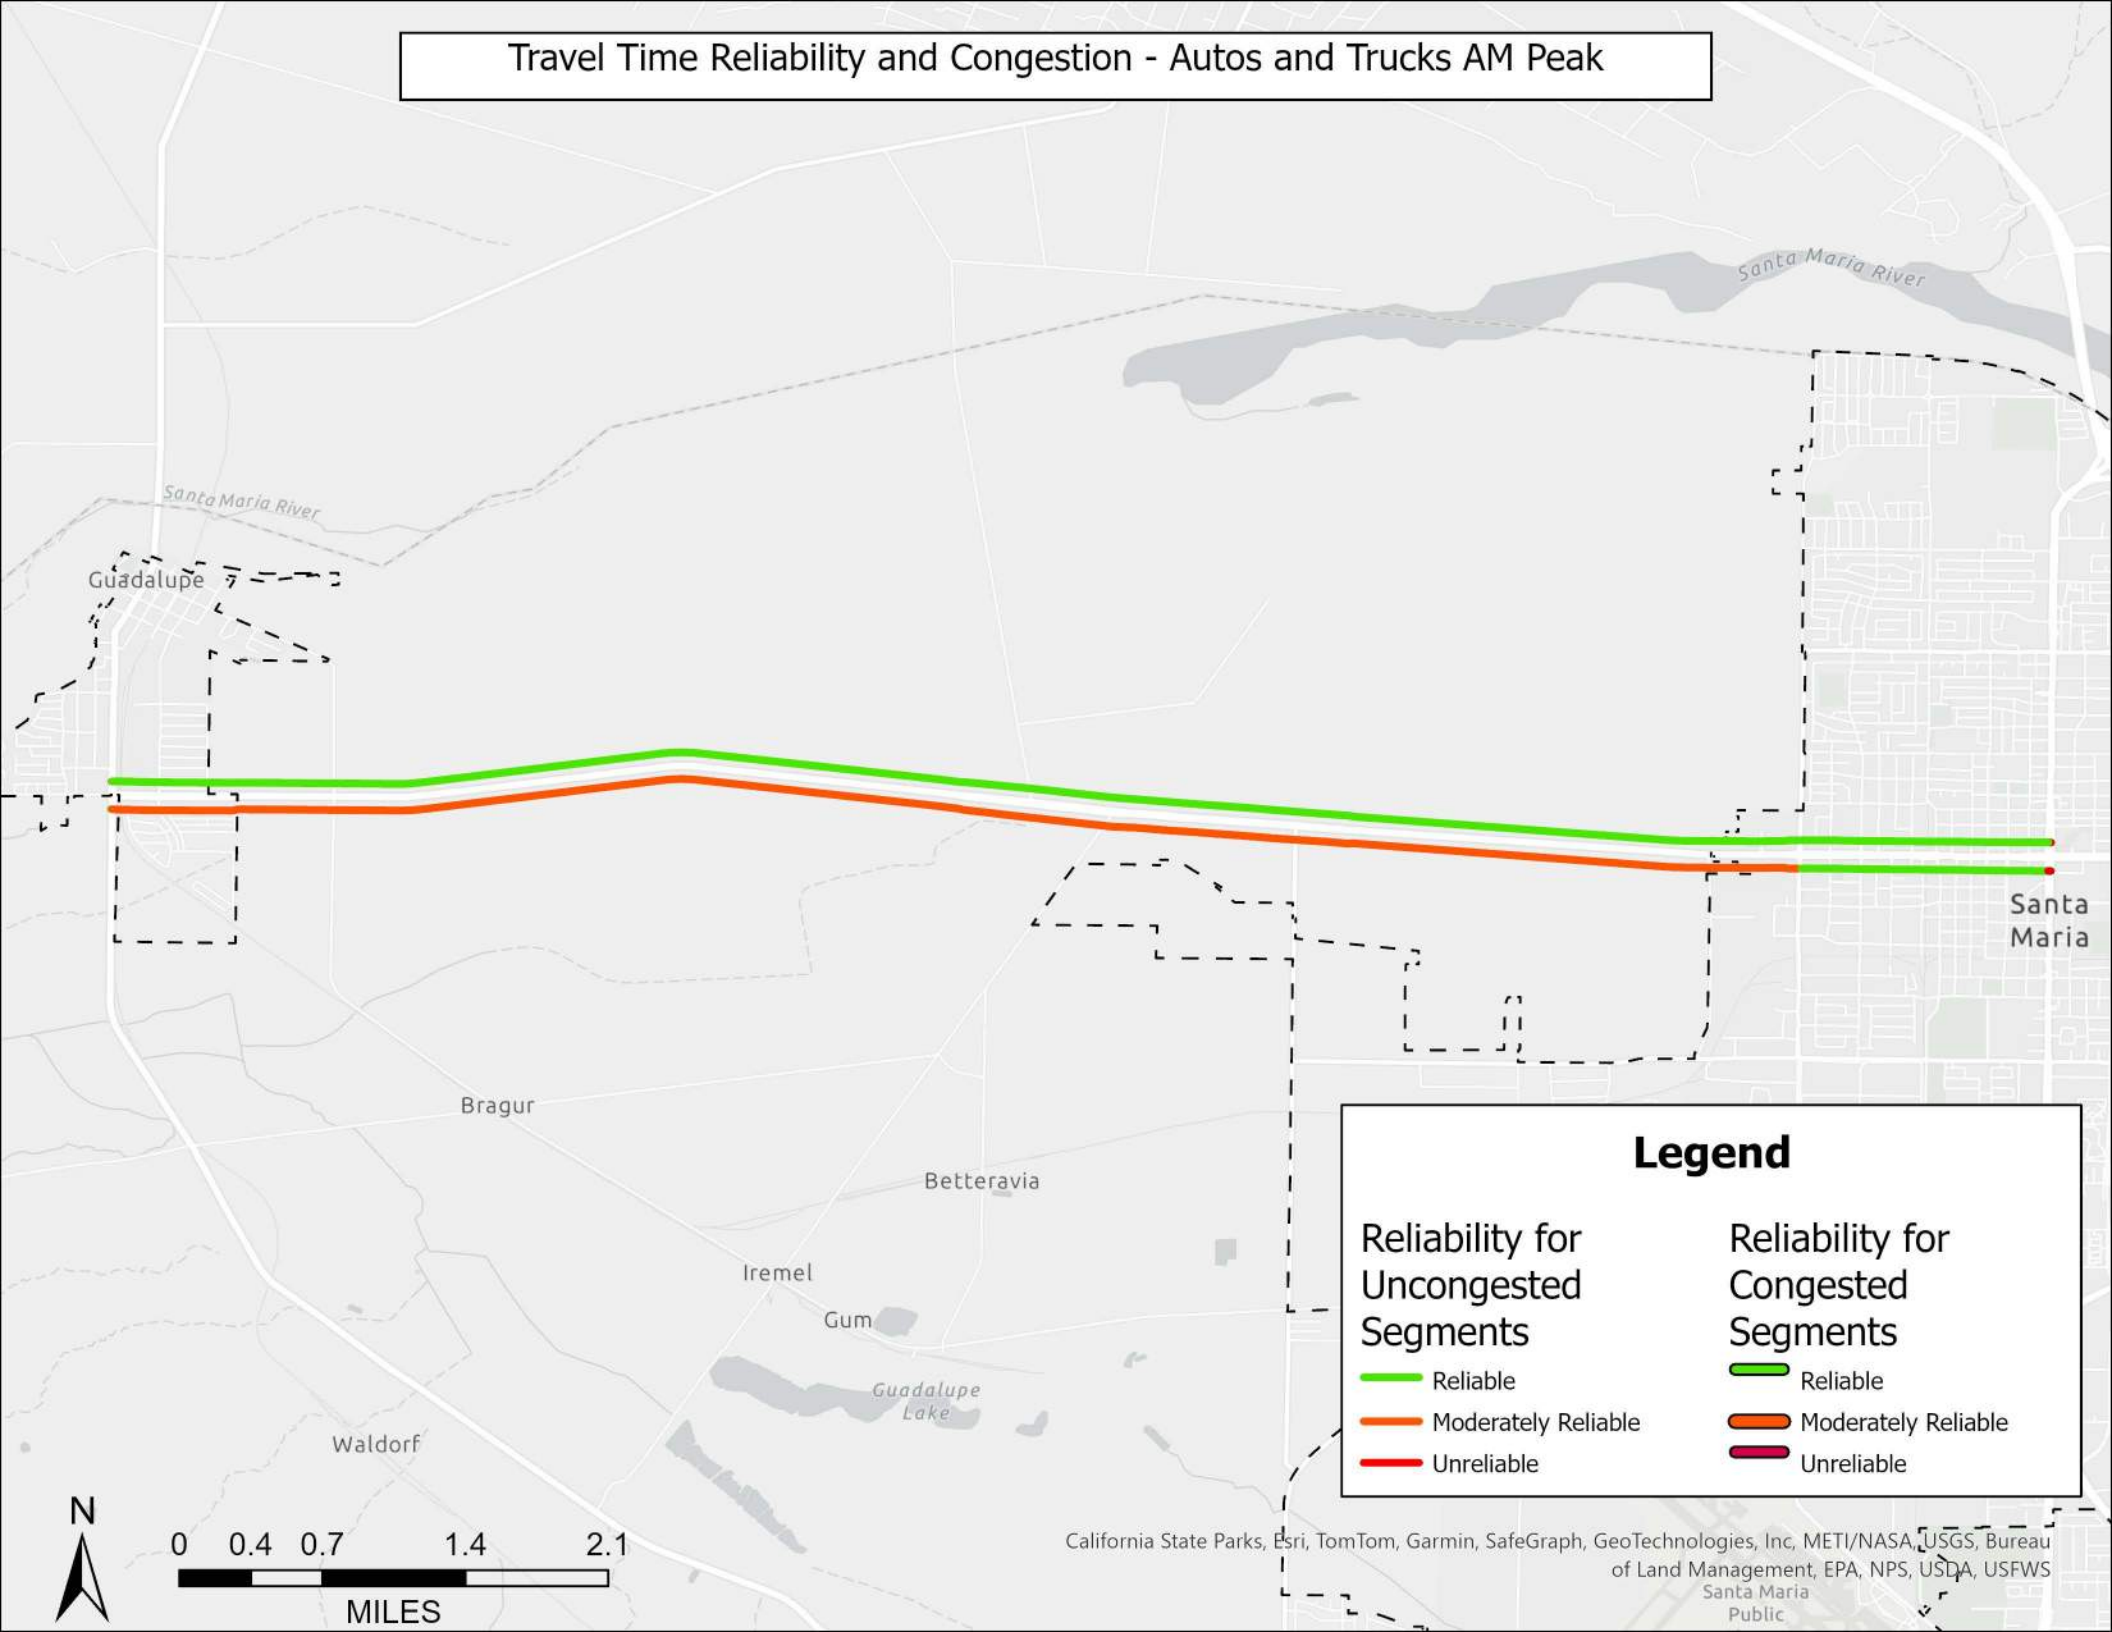 Travel Time Reliability and Congestion - Autos and Trucks AM Peak
Santa Maria River
Santa Maria River
Guadalupe
Santa
Maria
Bragur
Betteravia
Iremel
Gum
Guadalupe
Lake
Waldorf
Legend
Reliability for
Uncongested
Segments
Reliable
Moderately Reliable
Unreliable
Reliability for
Congested
Segments
Reliable
Moderately Reliable
Unreliable
N
0 0.4 0.7 1.4 2.1
MILES
California State Parks, Esri, TomTom, Garmin, SafeGraph, GeoTechnologies, Inc, METI/NASA, USGS, Bureau
of Land Management, EPA, NPS, USDA, USFWS
Santa Maria
Public